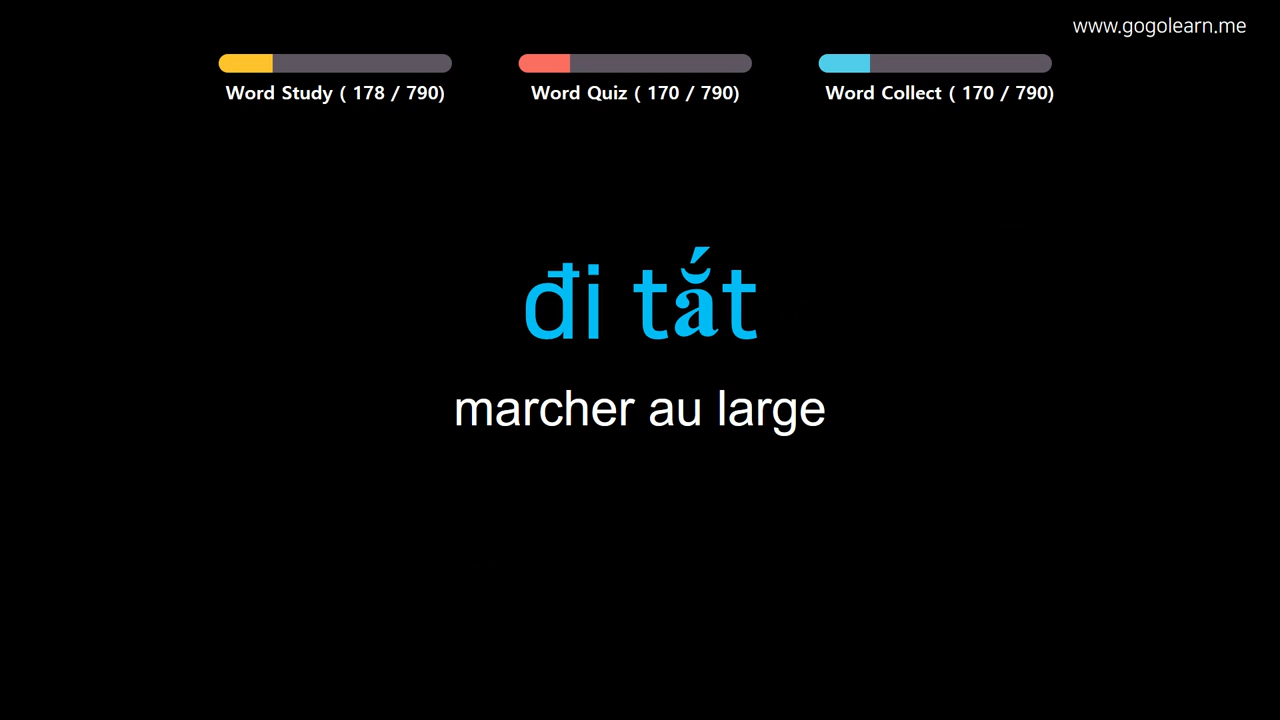 www.gogolearn.me
Word Study ( 178 / 790)
Word Quiz ( 170 / 790)
Word Collect ( 170 / 790)
đi tắt
marcher au large